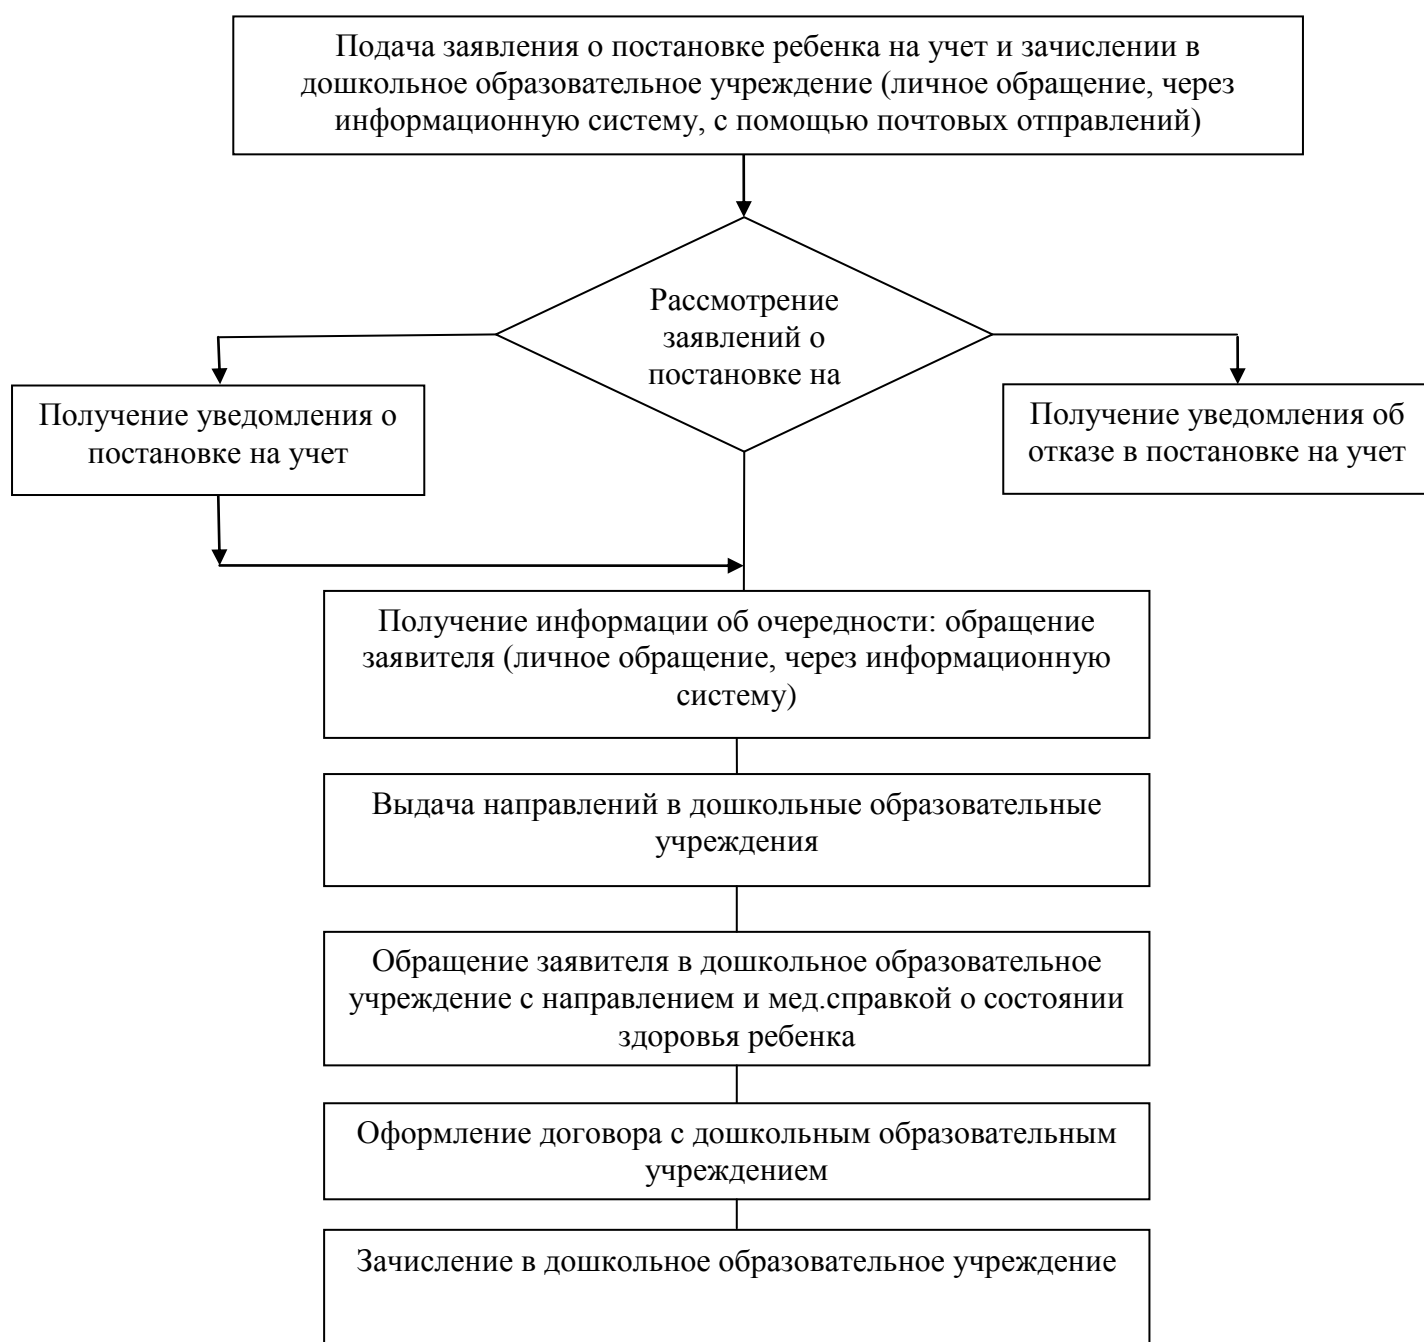 Подача заявления о постановке ребенка на учет и зачислении в
дошкольное образовательное учреждение (личное обращение, через
информационную систему, с помощью почтовых отправлений)
Рассмотрение
заявлений о
постановке на
Получение уведомления о
постановке на учет
Получение уведомления об
отказе в постановке на учет
Получение информации об очередности: обращение
заявителя (личное обращение, через информационную
систему)
Выдача направлений в дошкольные образовательные
учреждения
Обращение заявителя в дошкольное образовательное
учреждение с направлением и мед.справкой о состоянии
здоровья ребенка
Оформление договора с дошкольным образовательным
учреждением
Зачисление в дошкольное образовательное учреждение